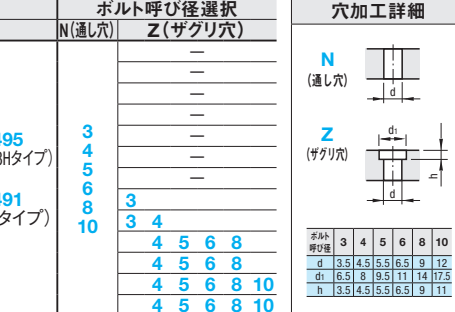 ボルト呼び径選択
N(通し穴) Z(ザグリ穴)
—
—
—
—
—
—
—
3
3 4
4 5 6 8
4 5 6 8
4 5 6 8 10
4 5 6 8 10
3
4
5
6
8
10
495
タイプ)
491
タイプ)
穴加工詳細
N
(通し穴)
d
Z
(ザグリ穴)
d1
h
d
ボルト呼び径 3 4 5 6 8 10
d 3.5 4.5 5.5 6.5 9 12
d1 6.5 8 9.5 11 14 17.5
h 3.5 4.5 5.5 6.5 9 11